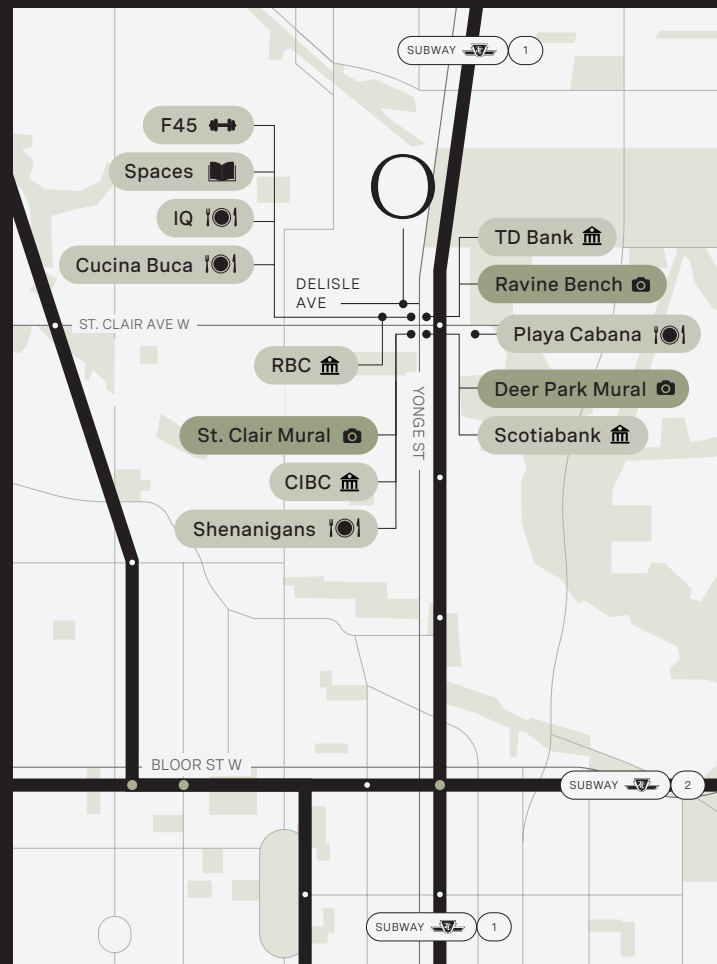 SUBWAY 1
F45
Spaces
IQ
Cucina Buca
O
TD Bank
Ravine Bench
DELISLE
AVE
ST. CLAIR AVE W
Playa Cabana
RBC
Deer Park Mural
YONGE ST
St. Clair Mural
Scotiabank
CIBC
Shenanigans
BLOOR ST W
SUBWAY 2
SUBWAY 1